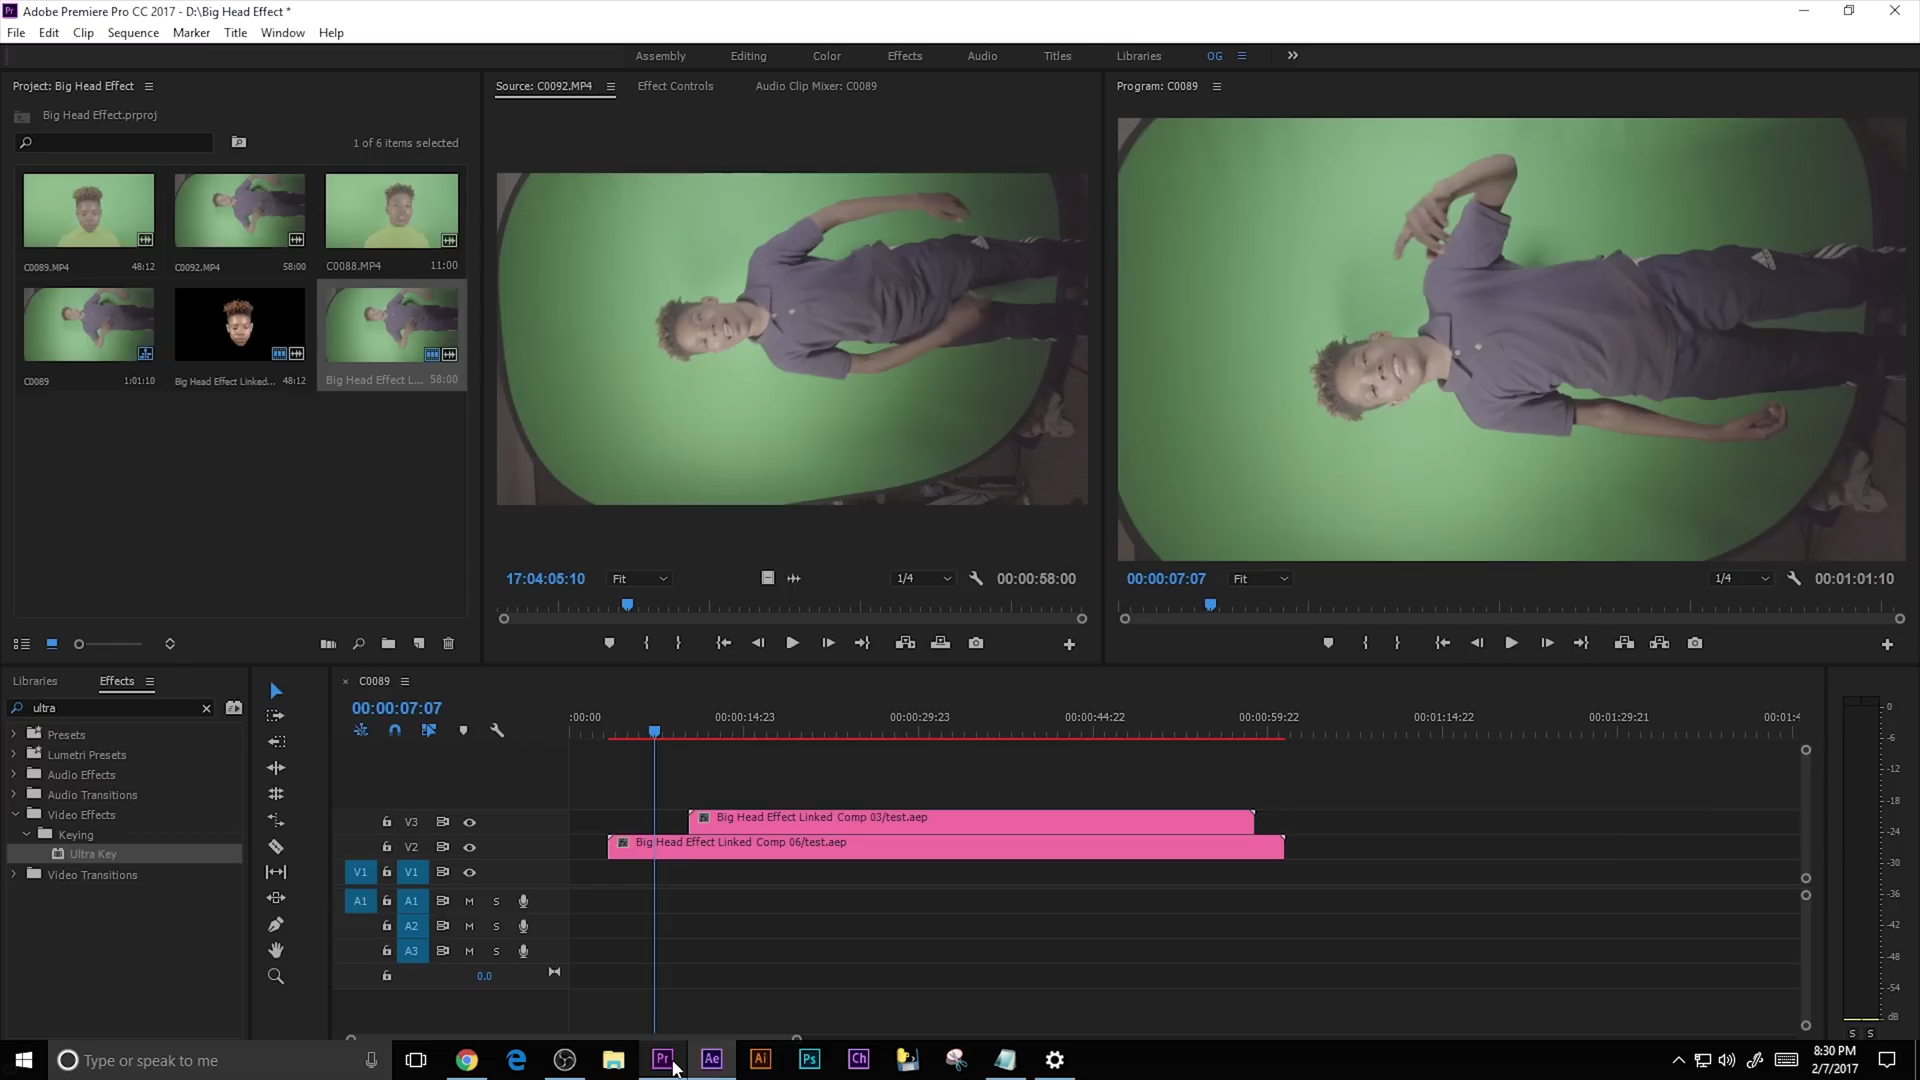 Pr Adobe Premiere Pro CC 2017 - D:\Big Head Effect *
File Edit Clip Sequence Marker Title Window Help
Assembly Editing Color Effects Audio Titles Libraries OG
Project: Big Head Effect
Big Head Effect.prproj
1 of 6 items selected
C0089.MP4 48:12
C0092.MP4 58:00
C0088.MP4 11:00
C0089 1:01:10
Big Head Effect Linked... 48:12
Big Head Effect L... 58:00
Source: C0092.MP4 Effect Controls Audio Clip Mixer: C0089
17:04:05:10 Fit 1/4 00:00:58:00
Program: C0089
00:00:07:07 Fit 1/4 00:01:01:10
Libraries Effects
ultra
Presets
Lumetri Presets
Audio Effects
Audio Transitions
Video Effects
Keying
Ultra Key
Video Transitions
C0089
00:00:07:07
:00:00 00:00:14:23 00:00:29:23 00:00:44:22 00:00:59:22 00:01:14:22 00:01:29:21 00:01:4
V3 Big Head Effect Linked Comp 03/test.aep
V2 Big Head Effect Linked Comp 06/test.aep
V1 V1
A1 A1 M S
A2 M S
A3 M S
0.0
0
-6
-12
-18
-24
-30
-36
-42
-48
-54
dB
S S
Type or speak to me
Pr Ae Ai Ps Ch
8:30 PM
2/7/2017